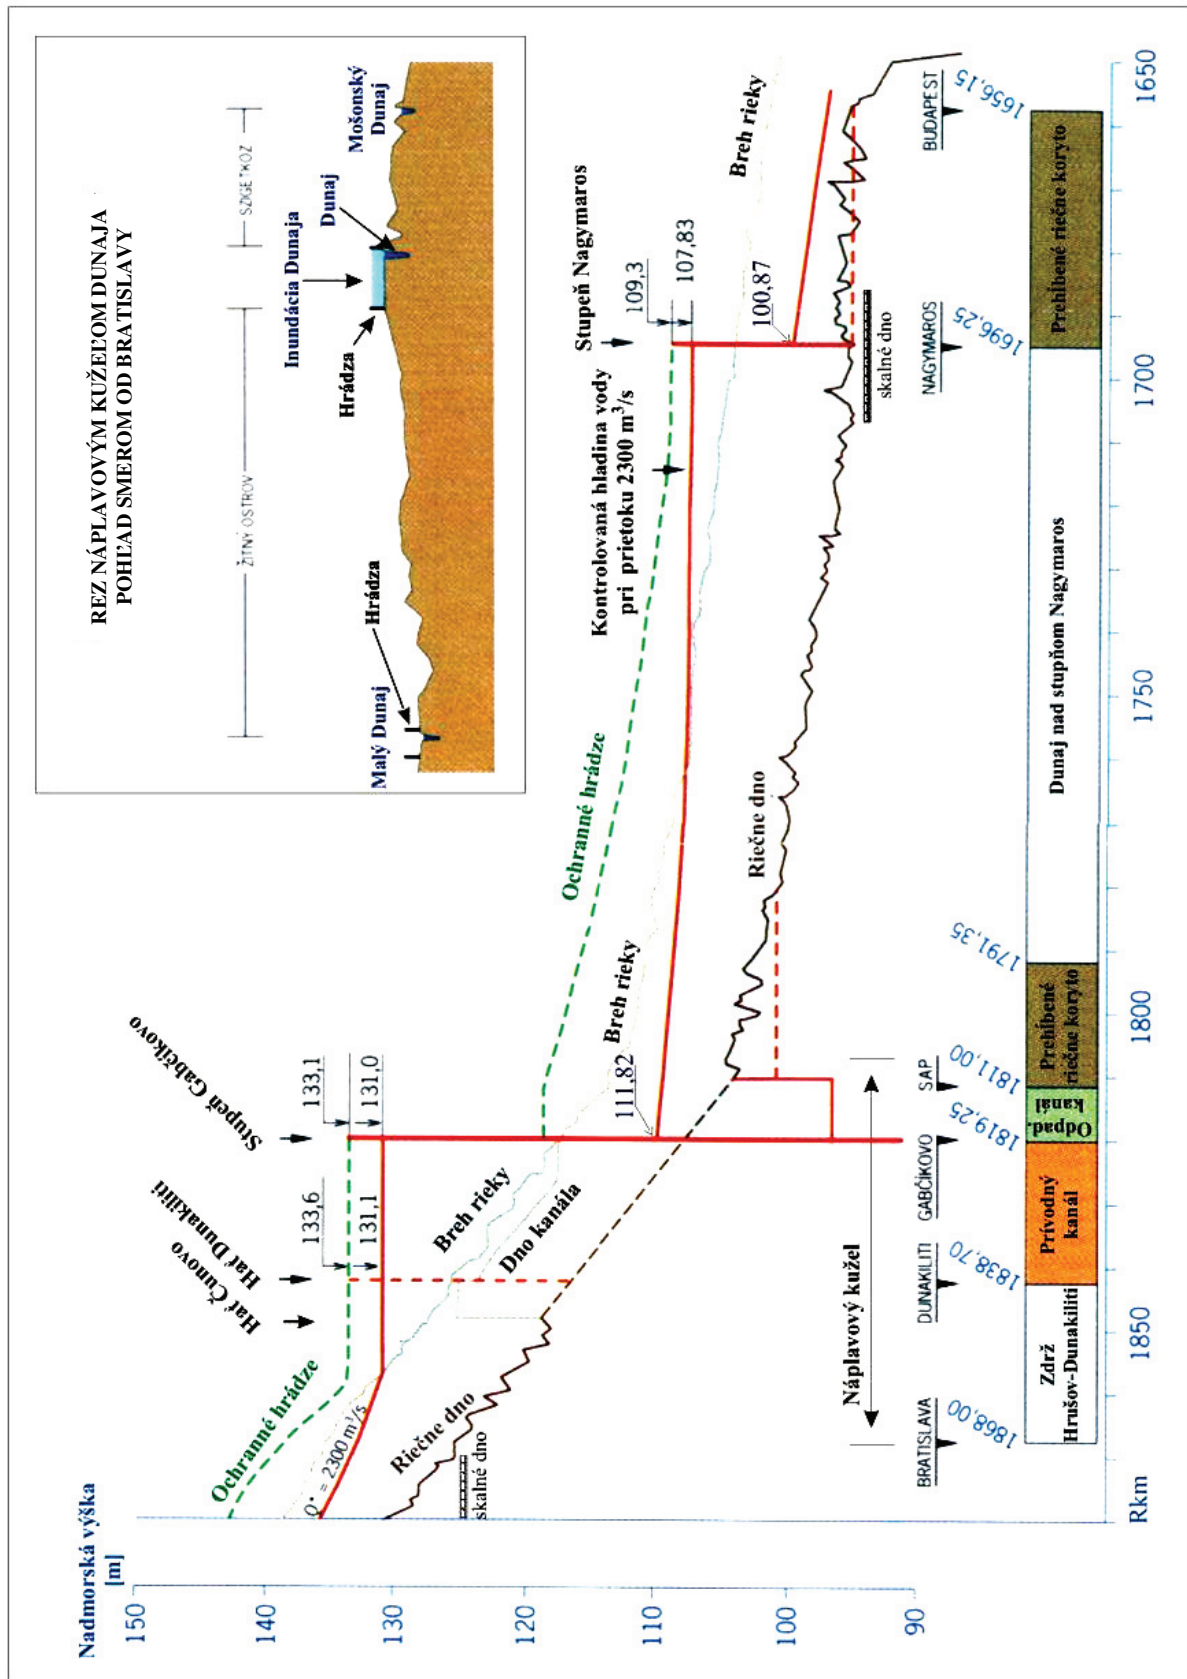 REZ NÁPLAVOVÝM KUŽEĽOM DUNAJA
POHĽAD SMEROM OD BRATISLAVY
ŽITNÝ OSTROV
SZIGETKOZ
Malý Dunaj
Hrádza
Hrádza
Inundácia Dunaja
Dunaj
Mošonský
Dunaj
Nadmorská výška
[m]
150
140
130
120
110
100
90
Ochranné hrádze
Hať Čunovo
Hať Dunakiliti
Stupeň Gabčíkovo
133,6
131,1
133,1
131,0
Q* = 2300 m³/s
Riečne dno
skalné dno
Breh rieky
Dno kanála
111,82
Breh rieky
Ochranné hrádze
Riečne dno
Kontrolovaná hladina vody
pri prietoku 2300 m³/s
Stupeň Nagymaros
109,3
107,83
100,87
Breh rieky
skalné dno
Náplavový kužel
BRATISLAVA
DUNAKILITI
GABČÍKOVO
SAP
NAGYMAROS
BUDAPEST
1868,00
1838,70
1819,25
1811,00
1791,35
1696,25
1656,15
Zdrž
Hrušov-Dunakiliti
Prívodný
kanál
Odpad.
kanál
Prehĺbené
riečne koryto
Dunaj nad stupňom Nagymaros
Prehĺbené riečne koryto
Rkm
1850
1800
1750
1700
1650